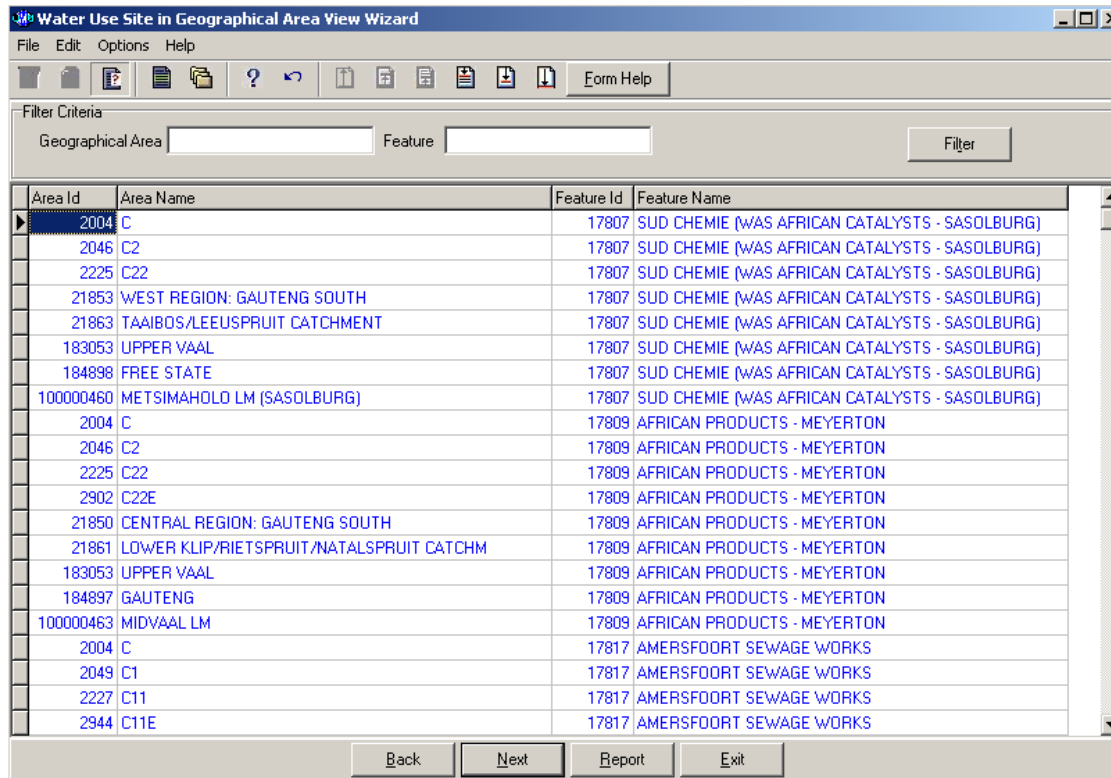 Water Use Site in Geographical Area View Wizard
File Edit Options Help
Form Help
Filter Criteria
Geographical Area Feature Filter
Area Id Area Name Feature Id Feature Name
2004 C 17807 SUD CHEMIE (WAS AFRICAN CATALYSTS - SASOLBURG)
2046 C2 17807 SUD CHEMIE (WAS AFRICAN CATALYSTS - SASOLBURG)
2225 C22 17807 SUD CHEMIE (WAS AFRICAN CATALYSTS - SASOLBURG)
21853 WEST REGION: GAUTENG SOUTH 17807 SUD CHEMIE (WAS AFRICAN CATALYSTS - SASOLBURG)
21863 TAAIBOS/LEEUSPRUIT CATCHMENT 17807 SUD CHEMIE (WAS AFRICAN CATALYSTS - SASOLBURG)
183053 UPPER VAAL 17807 SUD CHEMIE (WAS AFRICAN CATALYSTS - SASOLBURG)
184898 FREE STATE 17807 SUD CHEMIE (WAS AFRICAN CATALYSTS - SASOLBURG)
100000460 METSIMAHOLO LM (SASOLBURG) 17807 SUD CHEMIE (WAS AFRICAN CATALYSTS - SASOLBURG)
2004 C 17809 AFRICAN PRODUCTS - MEYERTON
2046 C2 17809 AFRICAN PRODUCTS - MEYERTON
2225 C22 17809 AFRICAN PRODUCTS - MEYERTON
2902 C22E 17809 AFRICAN PRODUCTS - MEYERTON
21850 CENTRAL REGION: GAUTENG SOUTH 17809 AFRICAN PRODUCTS - MEYERTON
21861 LOWER KLIP/RIETSPRUIT/NATALSPRUIT CATCHM 17809 AFRICAN PRODUCTS - MEYERTON
183053 UPPER VAAL 17809 AFRICAN PRODUCTS - MEYERTON
184897 GAUTENG 17809 AFRICAN PRODUCTS - MEYERTON
100000463 MIDVAAL LM 17809 AFRICAN PRODUCTS - MEYERTON
2004 C 17817 AMERSFOORT SEWAGE WORKS
2049 C1 17817 AMERSFOORT SEWAGE WORKS
2227 C11 17817 AMERSFOORT SEWAGE WORKS
2944 C11E 17817 AMERSFOORT SEWAGE WORKS
Back Next Report Exit